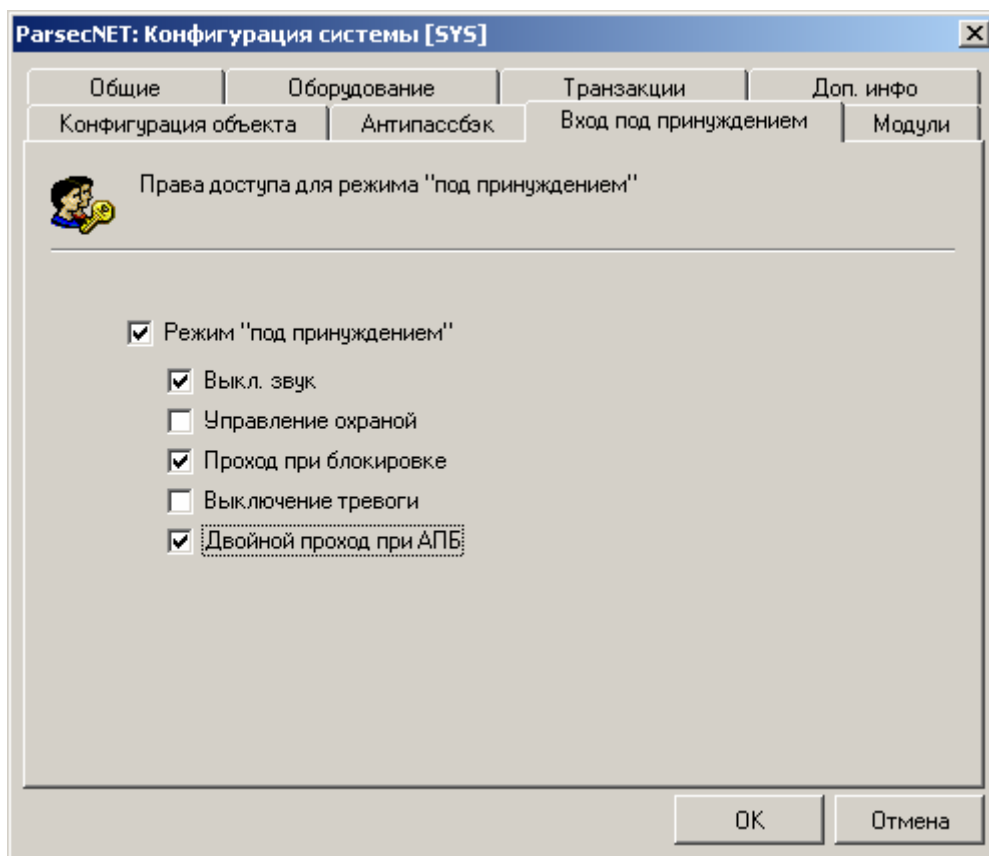 ParsecNET: Конфигурация системы [SYS]
Общие Оборудование Транзакции Доп. инфо
Конфигурация объекта Антипассбэк Вход под принуждением Модули
Права доступа для режима "под принуждением"
Режим "под принуждением"
Выкл. звук
Управление охраной
Проход при блокировке
Выключение тревоги
Двойной проход при АПБ
OK Отмена